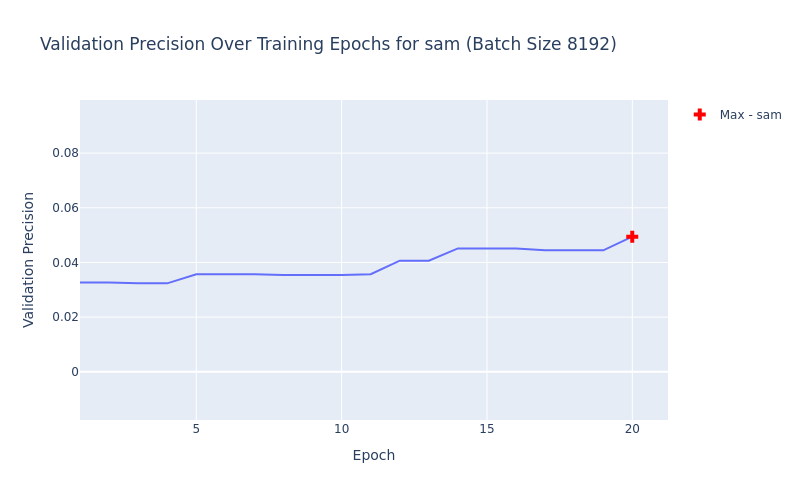 Validation Precision Over Training Epochs for sam (Batch Size 8192)
Max - sam
Validation Precision
0.08
0.06
0.04
0.02
0
5
10
15
20
Epoch